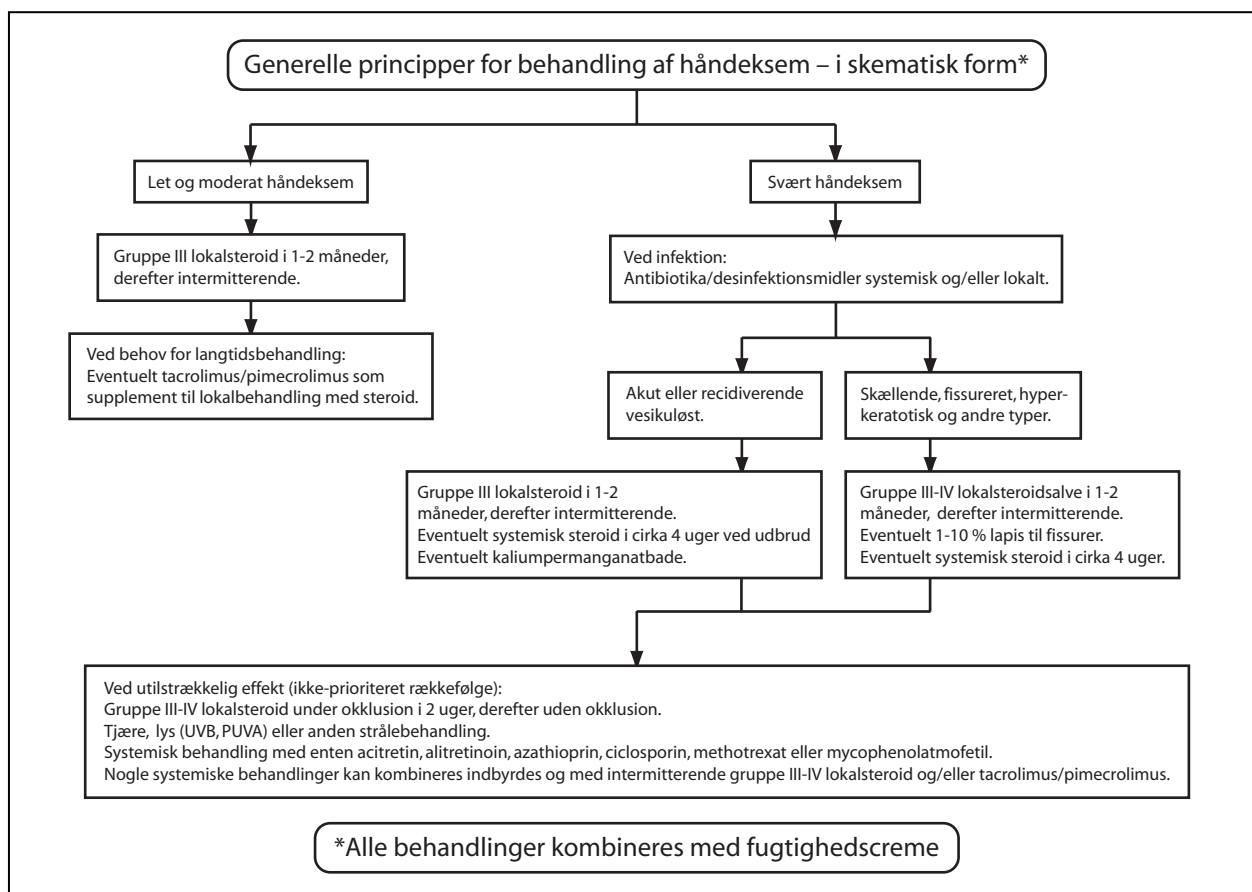 Generelle principper for behandling af håndeksem – i skematisk form*
Let og moderat håndeksem
Svært håndeksem
Gruppe III lokalsteroid i 1-2 måneder,
derefter intermitterende.
Ved infektion:
Antibiotika/desinfektionsmidler systemisk og/eller lokalt.
Ved behov for langtidsbehandling:
Eventuelt tacrolimus/pimecrolimus som
supplement til lokalbehandling med steroid.
Akut eller recidiverende
vesikuløst.
Skællende, fissureret, hyper-
keratotisk og andre typer.
Gruppe III lokalsteroid i 1-2
måneder, derefter intermitterende.
Eventuelt systemisk steroid i cirka 4 uger ved udbrud
Eventuelt kaliumpermanganatbade.
Gruppe III-IV lokalsteroidsalve i 1-2
måneder, derefter intermitterende.
Eventuelt 1-10 % lapis til fissurer.
Eventuelt systemisk steroid i cirka 4 uger.
Ved utilstrækkelig effekt (ikke-prioriteret rækkefølge):
Gruppe III-IV lokalsteroid under okklusion i 2 uger, derefter uden okklusion.
Tjære, lys (UVB, PUVA) eller anden strålebehandling.
Systemisk behandling med enten acitretin, alitretinoin, azathioprin, ciclosporin, methotrexat eller mycophenolatmofetil.
Nogle systemiske behandlinger kan kombineres indbyrdes og med intermitterende gruppe III-IV lokalsteroid og/eller tacrolimus/pimecrolimus.
*Alle behandlinger kombineres med fugtighedscreme